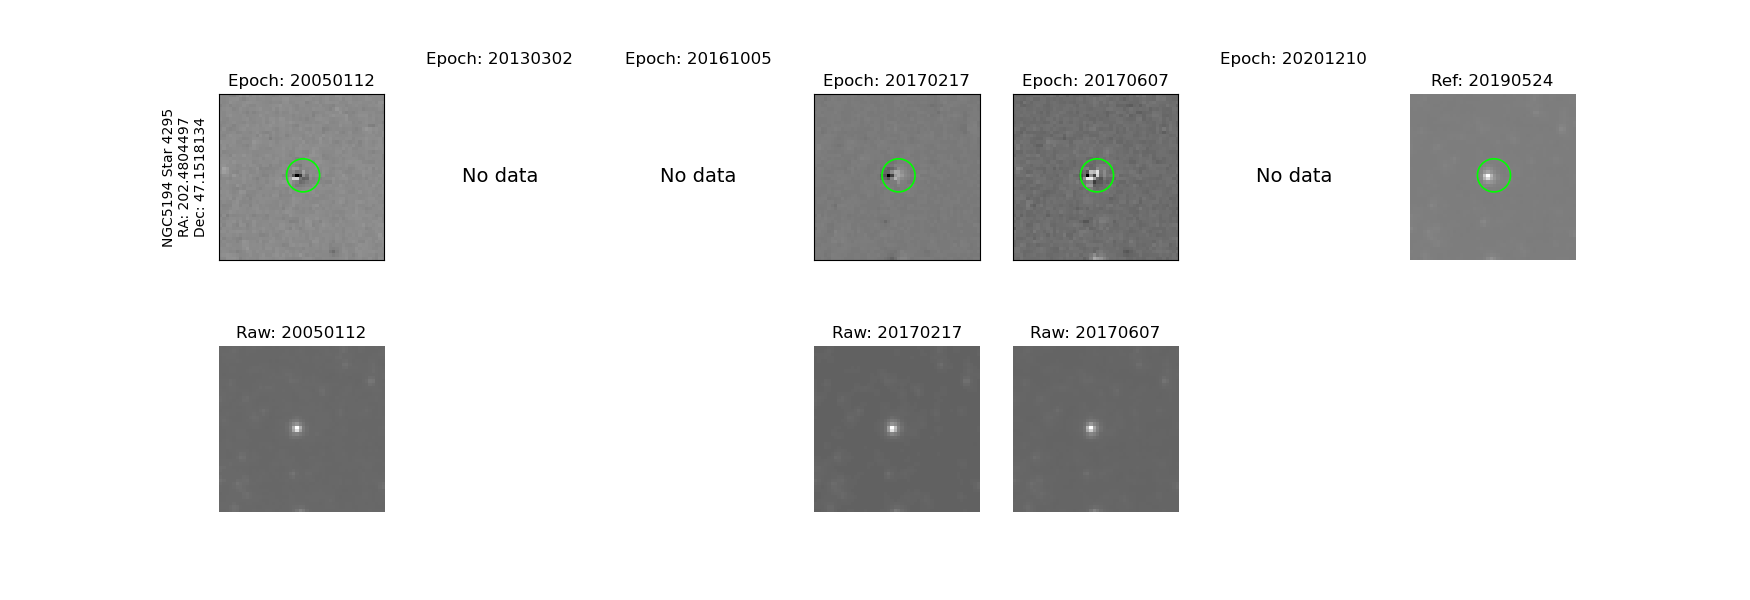 Epoch: 20050112
Epoch: 20130302
Epoch: 20161005
Epoch: 20170217
Epoch: 20170607
Epoch: 20201210
Ref: 20190524
NGC5194 Star 4295
RA: 202.4804497
Dec: 47.1518134
No data
No data
No data
Raw: 20050112
Raw: 20170217
Raw: 20170607